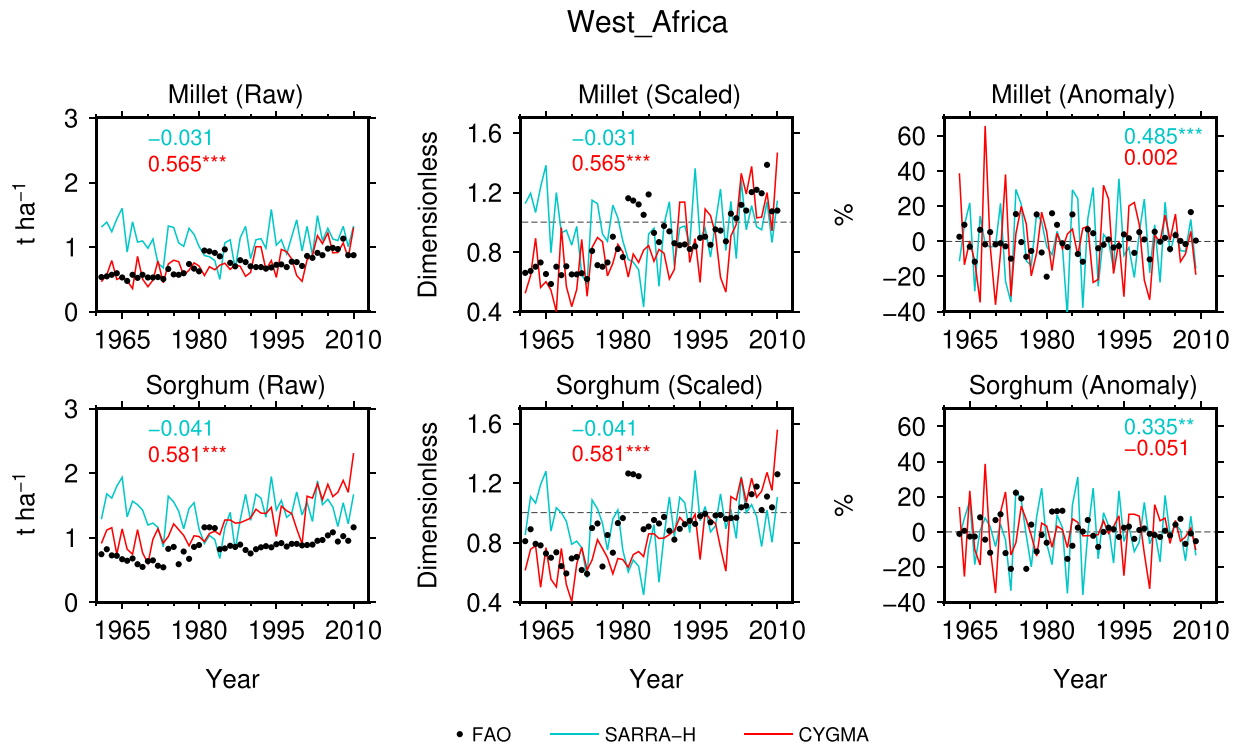 West_Africa
Millet (Raw)
t ha−1
3
2
1
0
−0.031
0.565***
1965 1980 1995 2010
Millet (Scaled)
Dimensionless
1.6
1.2
0.8
0.4
−0.031
0.565***
1965 1980 1995 2010
Millet (Anomaly)
%
60
40
20
0
−20
−40
0.485***
0.002
1965 1980 1995 2010
Sorghum (Raw)
t ha−1
3
2
1
0
−0.041
0.581***
1965 1980 1995 2010
Year
Sorghum (Scaled)
Dimensionless
1.6
1.2
0.8
0.4
−0.041
0.581***
1965 1980 1995 2010
Year
Sorghum (Anomaly)
%
60
40
20
0
−20
−40
0.335**
−0.051
1965 1980 1995 2010
Year
FAO SARRA−H CYGMA